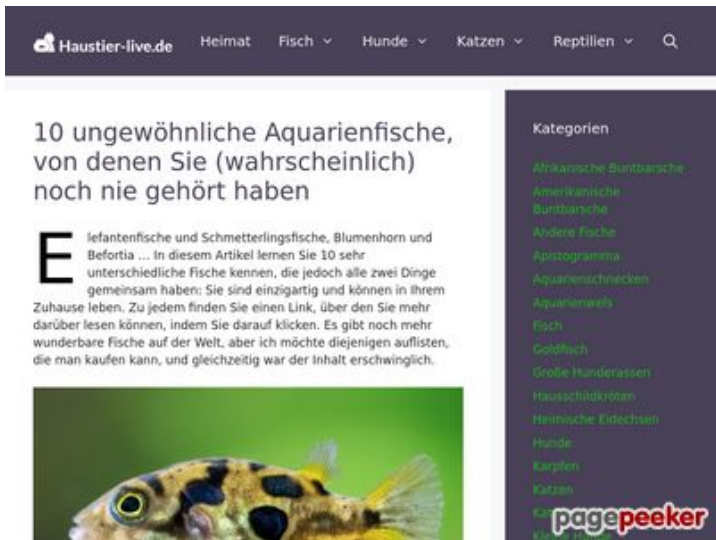 Haustier-live.de
Heimat
Fisch
Hunde
Katzen
Reptilien
10 ungewöhnliche Aquarienfische,
von denen Sie (wahrscheinlich)
noch nie gehört haben
Elefantenfische und Schmetterlingsfische, Blumenhorn und
Befortia ... In diesem Artikel lernen Sie 10 sehr
unterschiedliche Fische kennen, die jedoch alle zwei Dinge
gemeinsam haben: Sie sind einzigartig und können in Ihrem
Zuhause leben. Zu jedem finden Sie einen Link, über den Sie mehr
darüber lesen können, indem Sie darauf klicken. Es gibt noch mehr
wunderbare Fische auf der Welt, aber ich möchte diejenigen auflisten,
die man kaufen kann, und gleichzeitig war der Inhalt erschwinglich.
Kategorien
Afrikanische Buntbarsche
Amerikanische
Buntbarsche
Andere Fische
Apistogramma
Aquarienschnecken
Aquarienwels
Fisch
Goldfisch
Große Hunderassen
Hausschildkröten
Heimische Eidechsen
Hunde
Karpfen
Katzen
pagepeeker